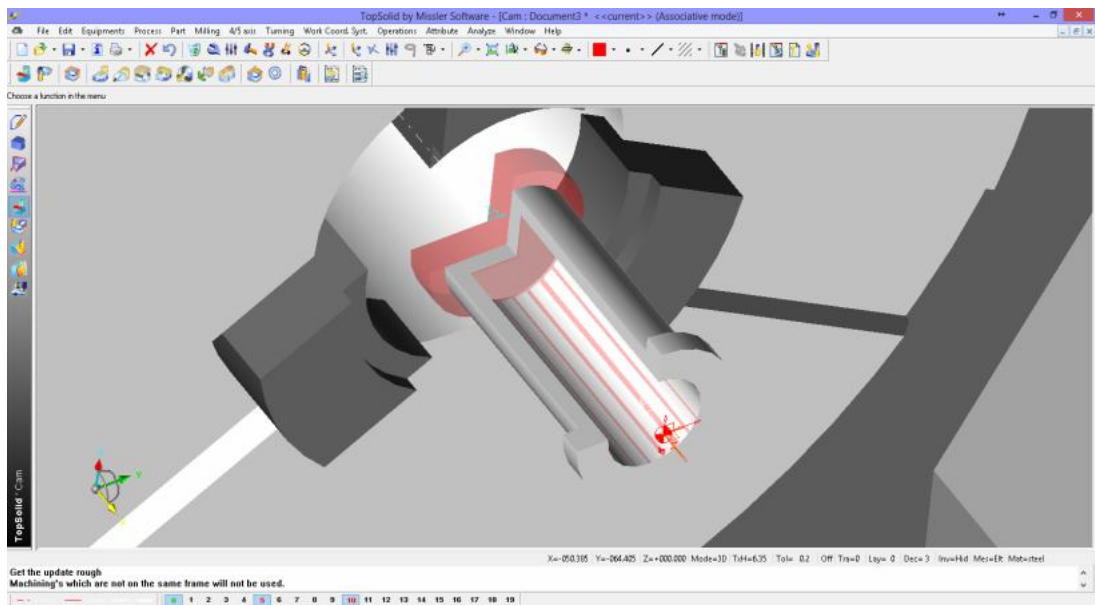 TopSolid by Missler Software - [Cam : Document3 * <<current>> (Associative mode)]
File Edit Equipments Process Part Milling 4/5 axis Turning Work Coord. Syst. Operations Attribute Analyze Window Help
Choose a function in the menu
Y
TopSolid'Cam
X=-050.385 Y=-064.405 Z=+000.000 Mode=3D TxH=6.35 Tol= 0.2 Off Tra=0 Lay= 0 Dec= 3 Inv=Hid Mes=Elt Mat=steel
Get the update rough
Machining's which are not on the same frame will not be used.
0 1 2 3 4 5 6 7 8 9 10 11 12 13 14 15 16 17 18 19